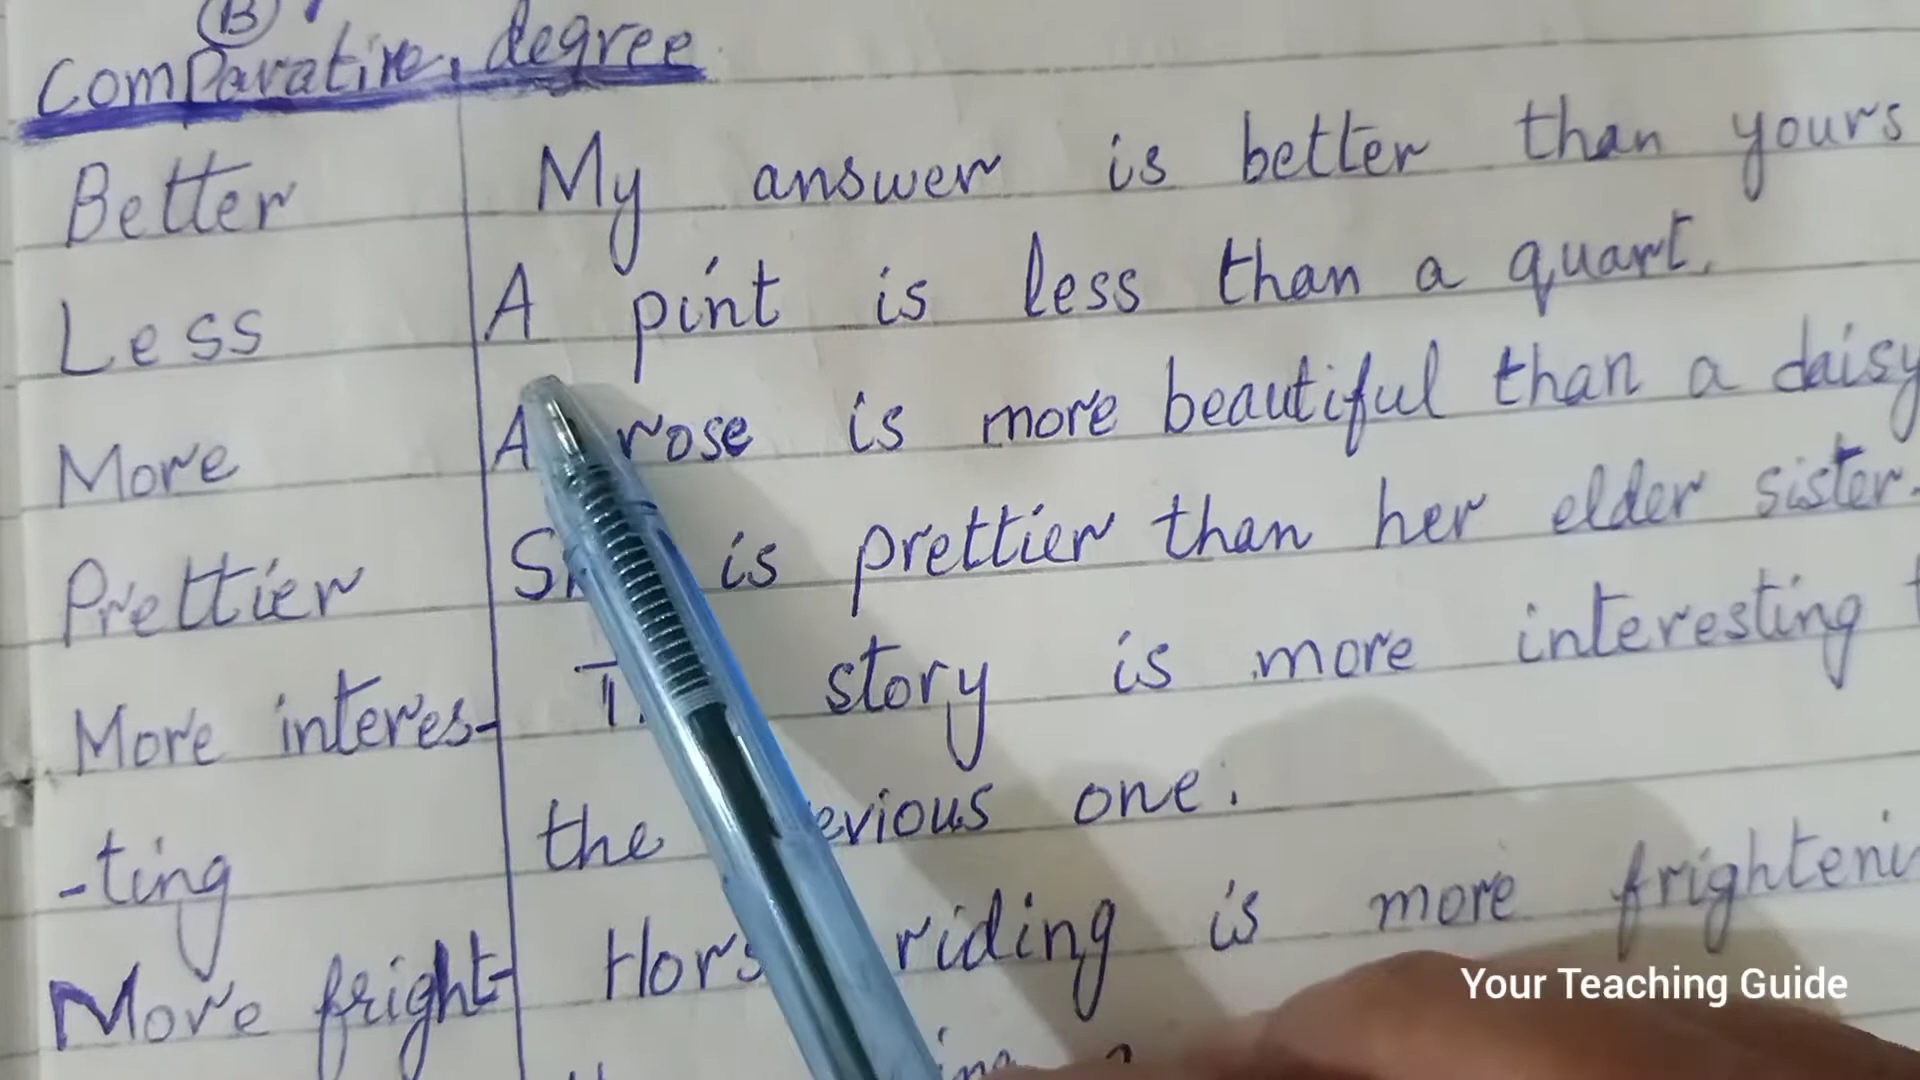 B
Comparative, degree
Better My answer is better than yours
Less A pint is less than a quart.
More A rose is more beautiful than a daisy
Prettier is prettier than her elder sister.
More interes- story is more interesting
-ting the one.
More fright- riding is more
Your Teaching Guide